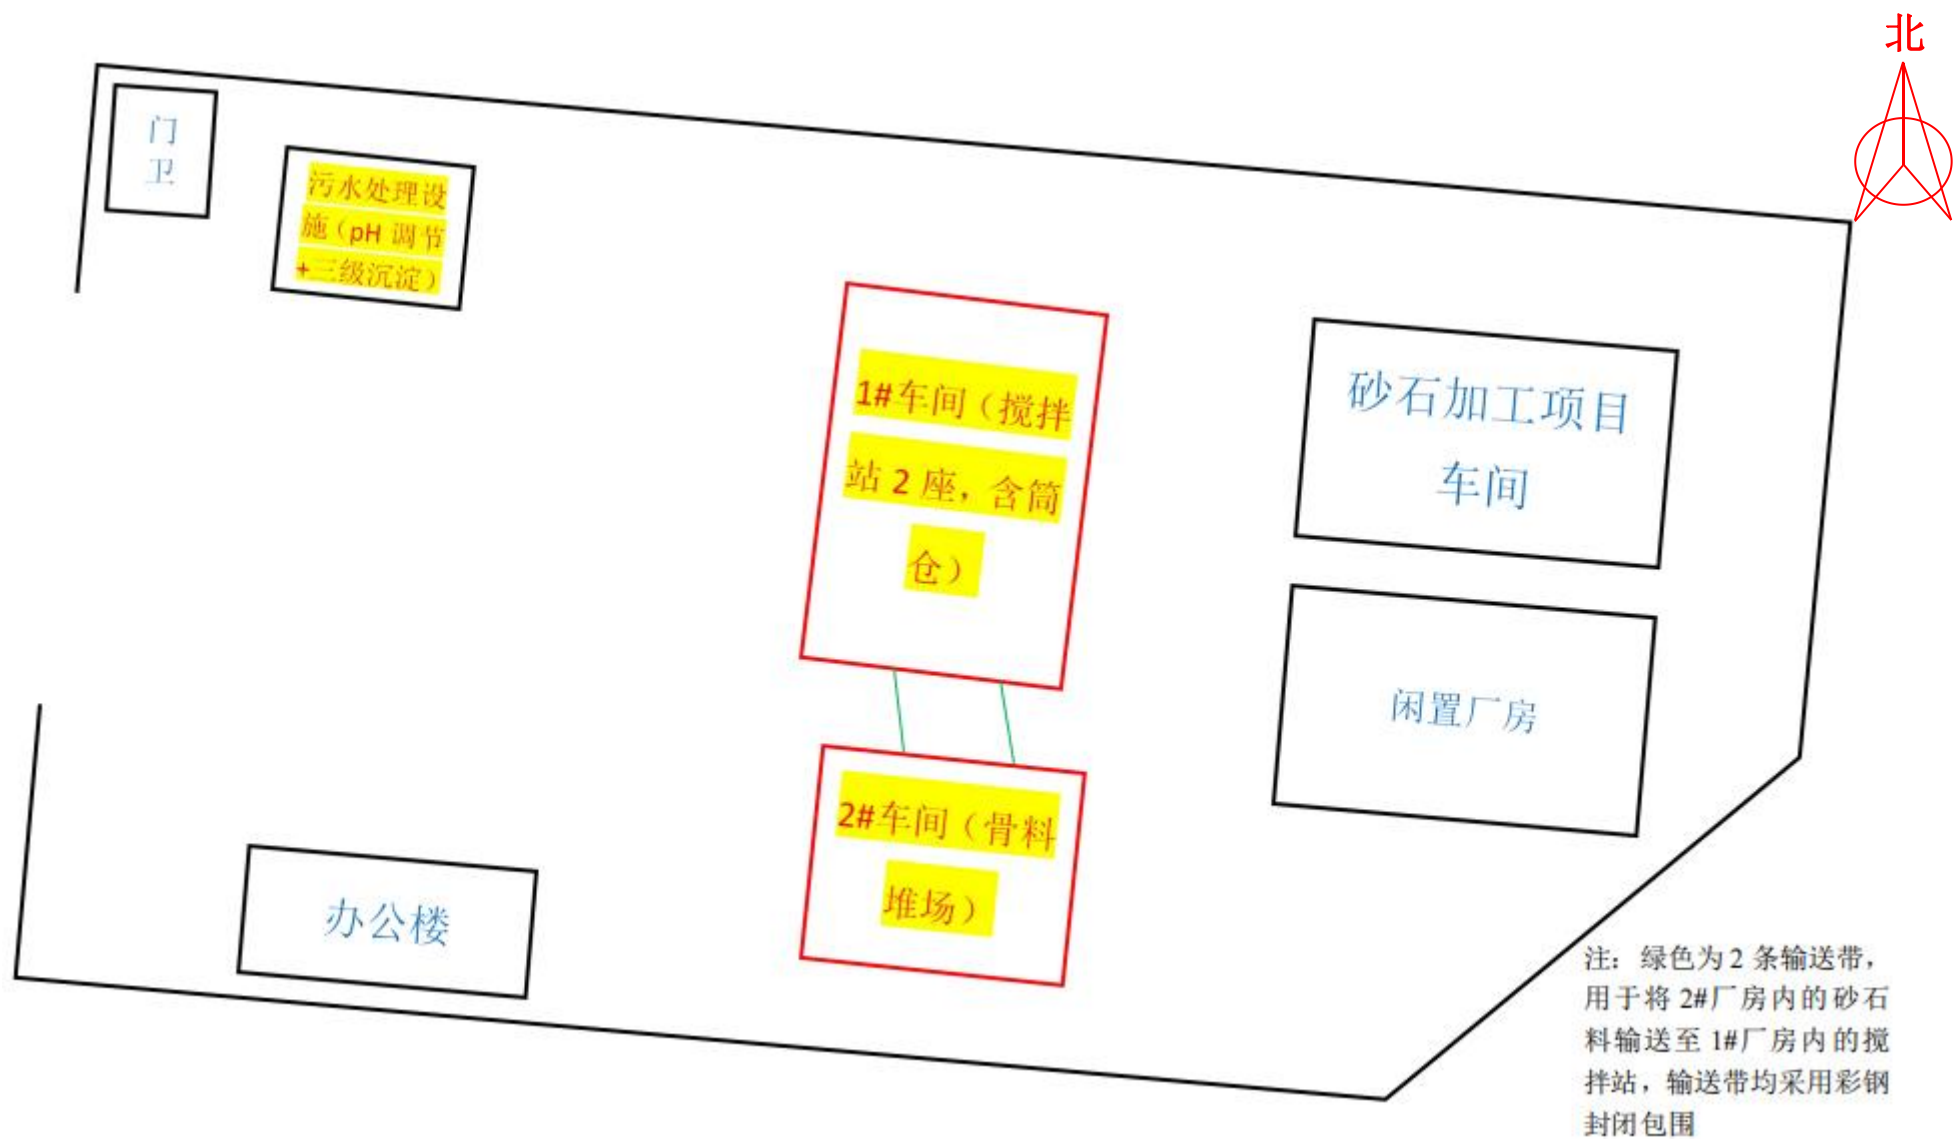 北
门
卫
污水处理设
施（pH 调节
+三级沉淀）
1#车间（搅拌
站 2 座，含筒
仓）
砂石加工项目
车间
闲置厂房
2#车间（骨料
堆场）
办公楼
注：绿色为 2 条输送带，
用于将 2#厂房内的砂石
料输送至 1#厂房内的搅
拌站，输送带均采用彩钢
封闭包围